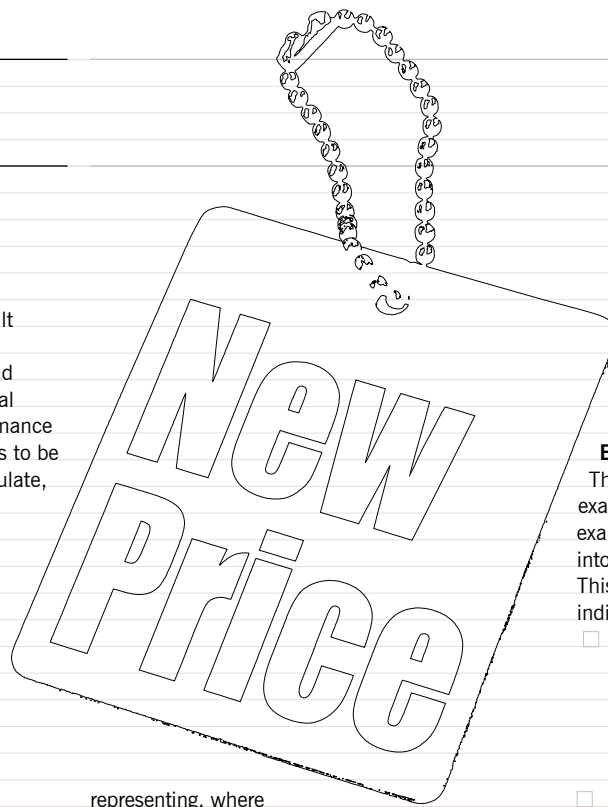 New
Price
lt
d
al
mance
s to be
ulate,
Th
exa
exa
into
This
indi
representing, where